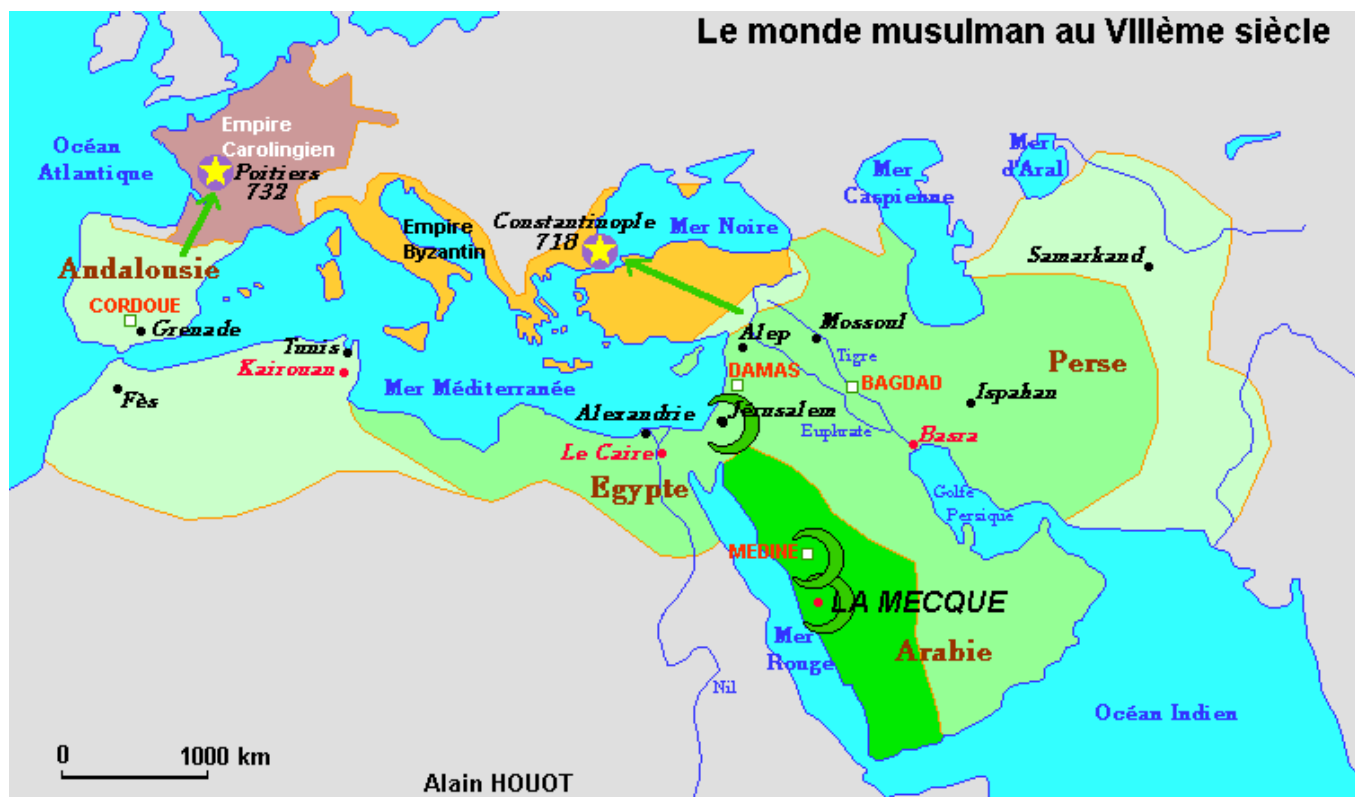 Le monde musulman au VIIIème siècle
Empire
Carolingien
Océan
Atlantique
Poitiers
732
Mer
Caspienne
Mer
d'Aral
Constantinople
718
Mer Noire
Empire
Byzantin
Samarkand
Andalousie
CORDOUE
Grenade
Tunis
Kairouan
Fès
Mer Méditerranée
Alep
Mossoul
Tigre
DAMAS
BAGDAD
Perse
Ispahan
Alexandrie
Jérusalem
Euphrate
Basra
Le Caire
Egypte
Golfe
Persique
MEDINE
LA MECQUE
Mer
Rouge
Arabie
Nil
Océan Indien
0 1000 km
Alain HOUOT